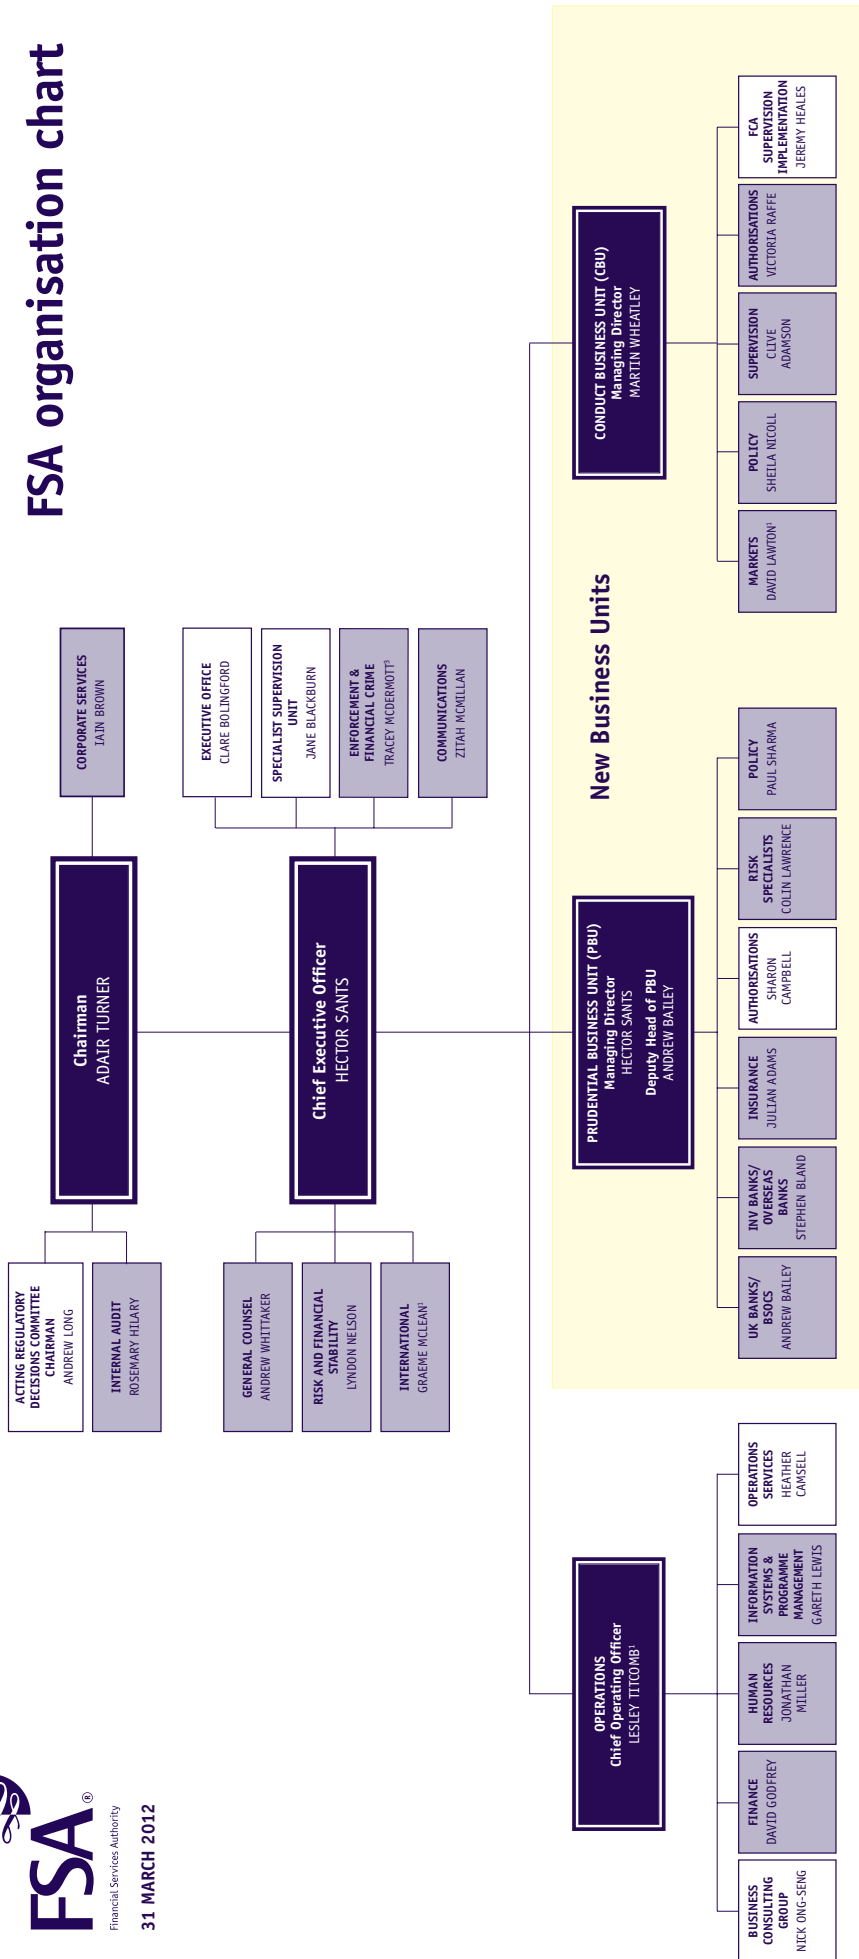 FSA®
Financial Services Authority
31 MARCH 2012
FSA organisation chart
ACTING REGULATORY
DECISIONS COMMITTEE
CHAIRMAN
ANDREW LONG
INTERNAL AUDIT
ROSEMARY HILARY
Chairman
ADAIR TURNER
CORPORATE SERVICES
IAIN BROWN
GENERAL COUNSEL
ANDREW WHITTAKER
RISK AND FINANCIAL
STABILITY
LYNDON NELSON
INTERNATIONAL
GRAEME MCLEAN¹
Chief Executive Officer
HECTOR SANTS
EXECUTIVE OFFICE
CLARE BOLINGFORD
SPECIALIST SUPERVISION
UNIT
JANE BLACKBURN
ENFORCEMENT &
FINANCIAL CRIME
TRACEY MCDERMOTT³
COMMUNICATIONS
ZITAH MCMILLAN
OPERATIONS
Chief Operating Officer
LESLEY TITCOMB¹
PRUDENTIAL BUSINESS UNIT (PBU)
Managing Director
HECTOR SANTS
Deputy Head of PBU
ANDREW BAILEY
New Business Units
CONDUCT BUSINESS UNIT (CBU)
Managing Director
MARTIN WHEATLEY
BUSINESS
CONSULTING
GROUP
NICK ONG-SENG
FINANCE
DAVID GODFREY
HUMAN
RESOURCES
JONATHAN
MILLER
INFORMATION
SYSTEMS &
PROGRAMME
MANAGEMENT
GARETH LEWIS
OPERATIONS
SERVICES
HEATHER
CAMSELL
UK BANKS/
BSOCS
ANDREW BAILEY
INV BANKS/
OVERSEAS
BANKS
STEPHEN BLAND
INSURANCE
JULIAN ADAMS
AUTHORISATIONS
SHARON
CAMPBELL
RISK
SPECIALISTS
COLIN LAWRENCE
POLICY
PAUL SHARMA
MARKETS
DAVID LAWTON¹
POLICY
SHEILA NICOLL
SUPERVISION
CLIVE
ADAMSON
AUTHORISATIONS
VICTORIA RAFFE
FCA
SUPERVISION
IMPLEMENTATION
JEREMY HEALES